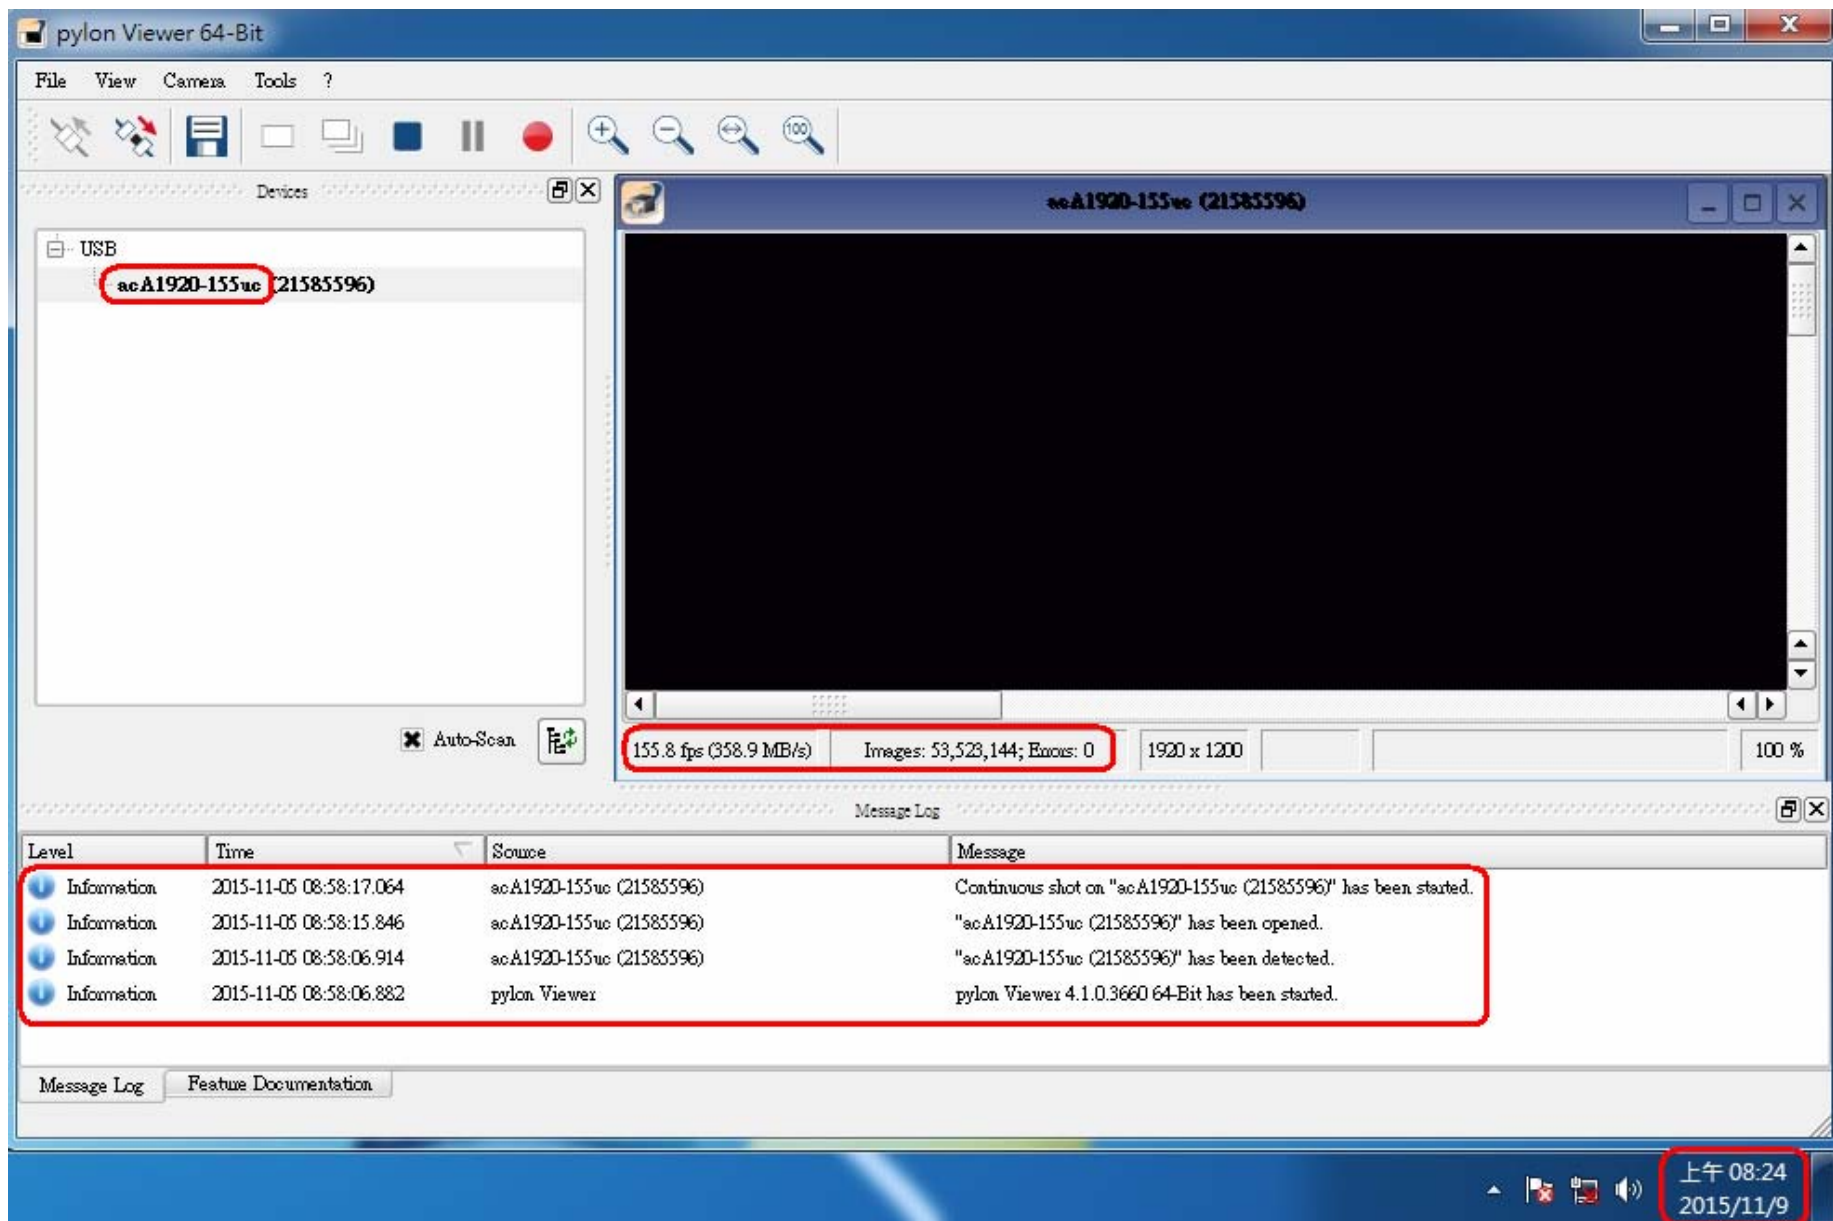 pylon Viewer 64-Bit
File View Camera Tools ?
100
Devices
acA1920-155uc (21585596)
USB
acA1920-155uc (21585596)
Auto-Scan
155.8 fps (358.9 MB/s) Images: 53,523,144; Errors: 0 1920 x 1200 100 %
Message Log
Level Time Source Message
Information 2015-11-05 08:58:17.064 acA1920-155uc (21585596) Continuous shot on "acA1920-155uc (21585596)" has been started.
Information 2015-11-05 08:58:15.846 acA1920-155uc (21585596) "acA1920-155uc (21585596)" has been opened.
Information 2015-11-05 08:58:06.914 acA1920-155uc (21585596) "acA1920-155uc (21585596)" has been detected.
Information 2015-11-05 08:58:06.882 pylon Viewer pylon Viewer 4.1.0.3660 64-Bit has been started.
Message Log Feature Documentation
上午 08:24
2015/11/9